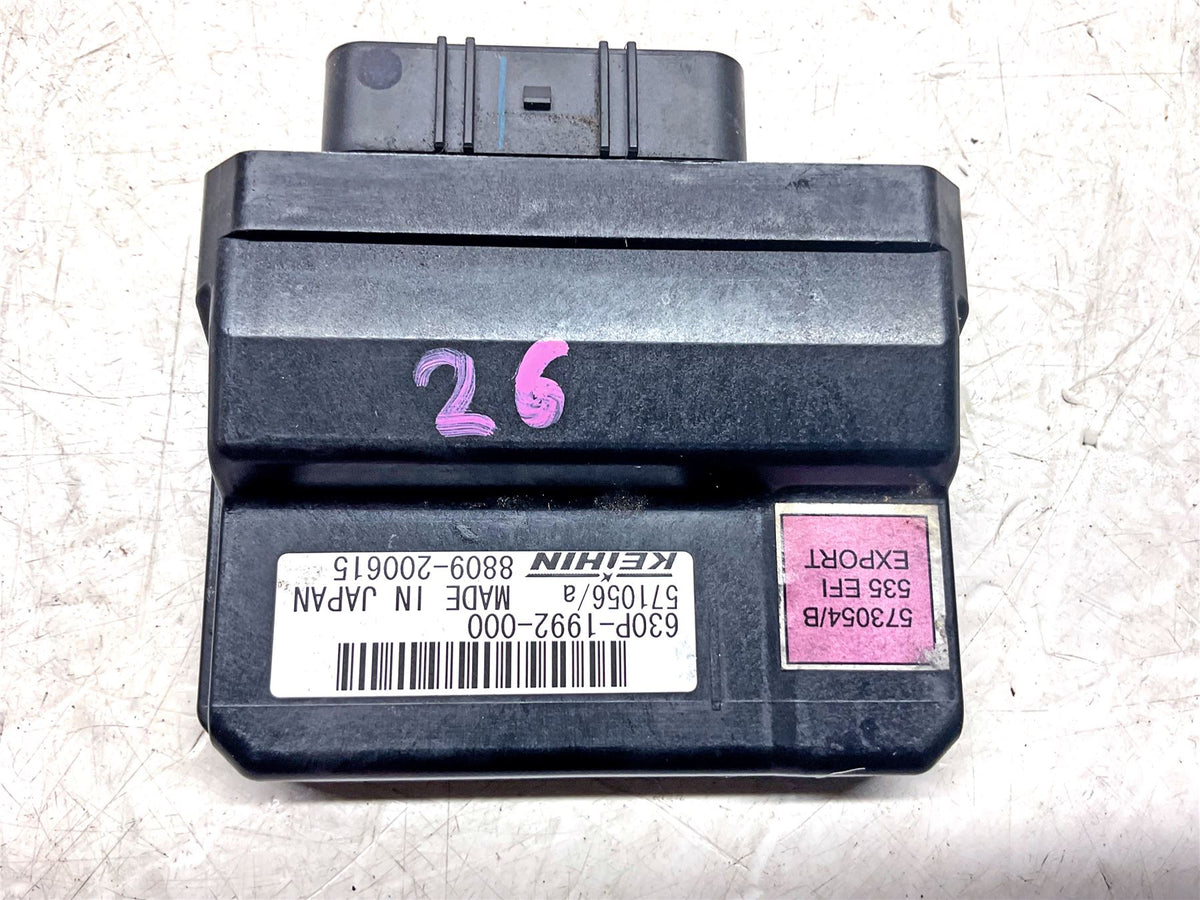 26
630P-1992-000
571056/a MADE IN JAPAN
KEIHIN 8809-200615
573054/B
535 EFI
EXPORT